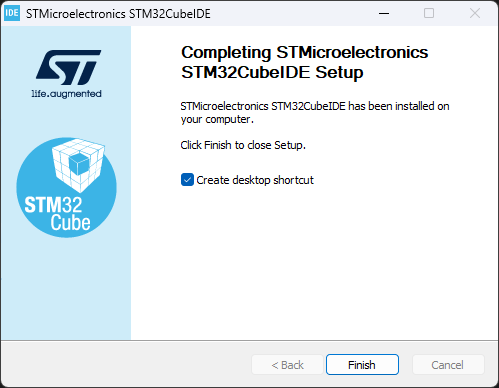 IDE STMicroelectronics STM32CubeIDE
ST
life.augmented
STM32
Cube
Completing STMicroelectronics
STM32CubeIDE Setup
STMicroelectronics STM32CubeIDE has been installed on
your computer.
Click Finish to close Setup.
Create desktop shortcut
< Back Finish Cancel